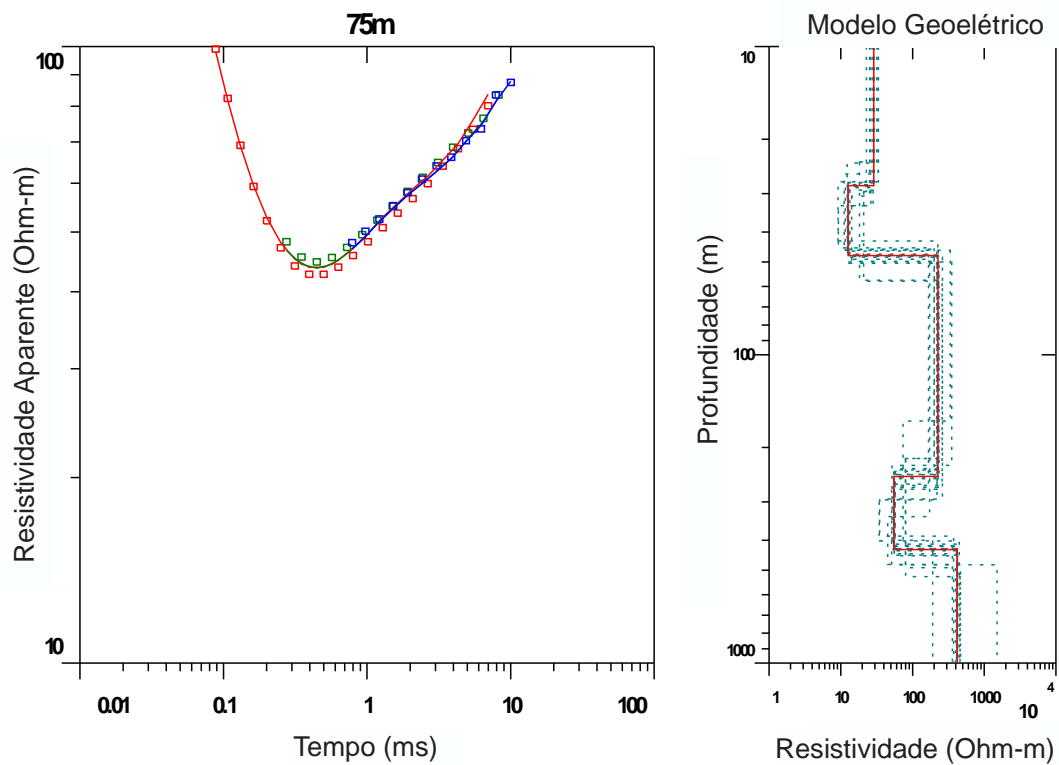 75m
100
10
Resistividade Aparente (Ohm-m)
0.01 0.1 1 10 100
Tempo (ms)
Modelo Geoelétrico
10
100
1000
Profundidade (m)
1 10 100 1000 10 4
Resistividade (Ohm-m)